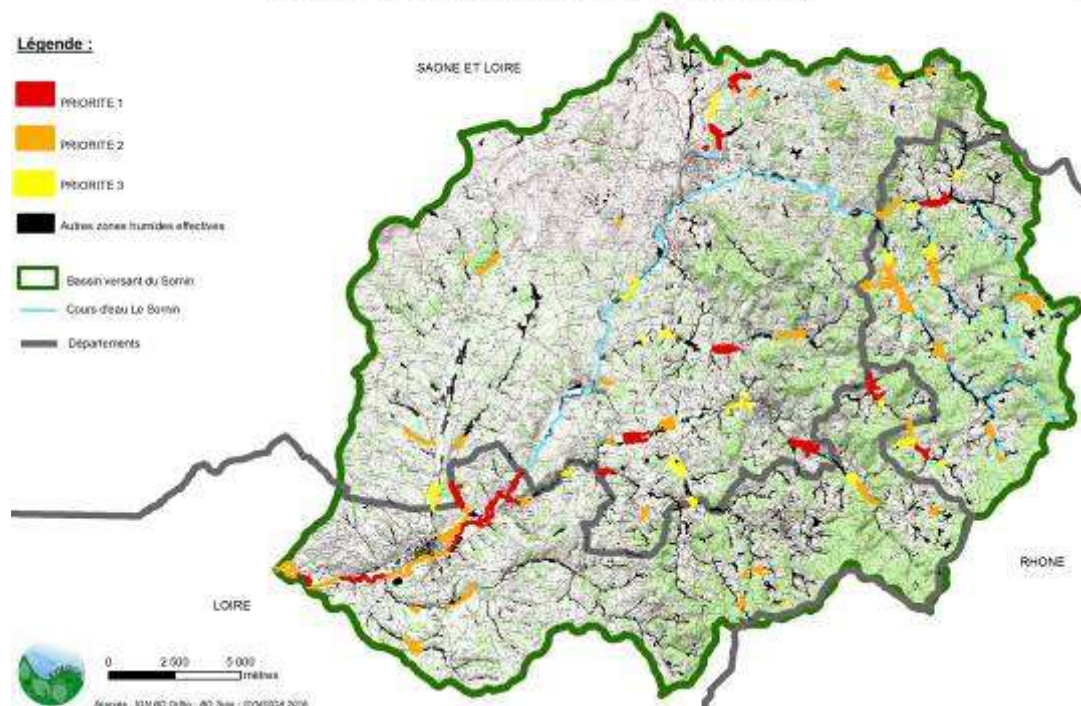 Légende :
SAONE ET LOIRE
PRIORITE 1
PRIORITE 2
PRIORITE 3
Autres zones humides effectives
Bassin versant du Sornin
Cours d'eau Le Sornin
Départements
RHONE
LOIRE
0 2 500 5 000
mètres